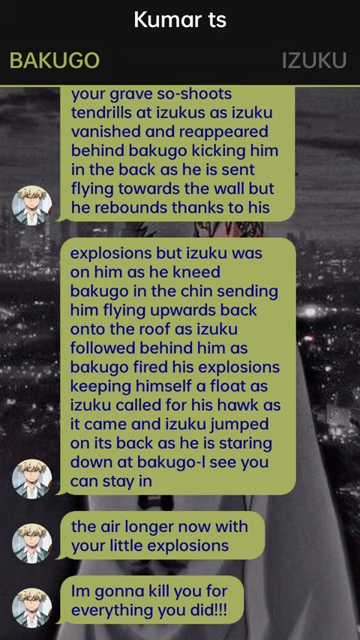 Kumar ts
BAKUGO
IZUKU
your grave so-shoots
tendrills at izukus as izuku
vanished and reappeared
behind bakugo kicking him
in the back as he is sent
flying towards the wall but
he rebounds thanks to his
explosions but izuku was
on him as he kneed
bakugo in the chin sending
him flying upwards back
onto the roof as izuku
followed behind him as
bakugo fired his explosions
keeping himself a float as
izuku called for his hawk as
it came and izuku jumped
on its back as he is staring
down at bakugo-I see you
can stay in
the air longer now with
your little explosions
Im gonna kill you for
everything you did!!!